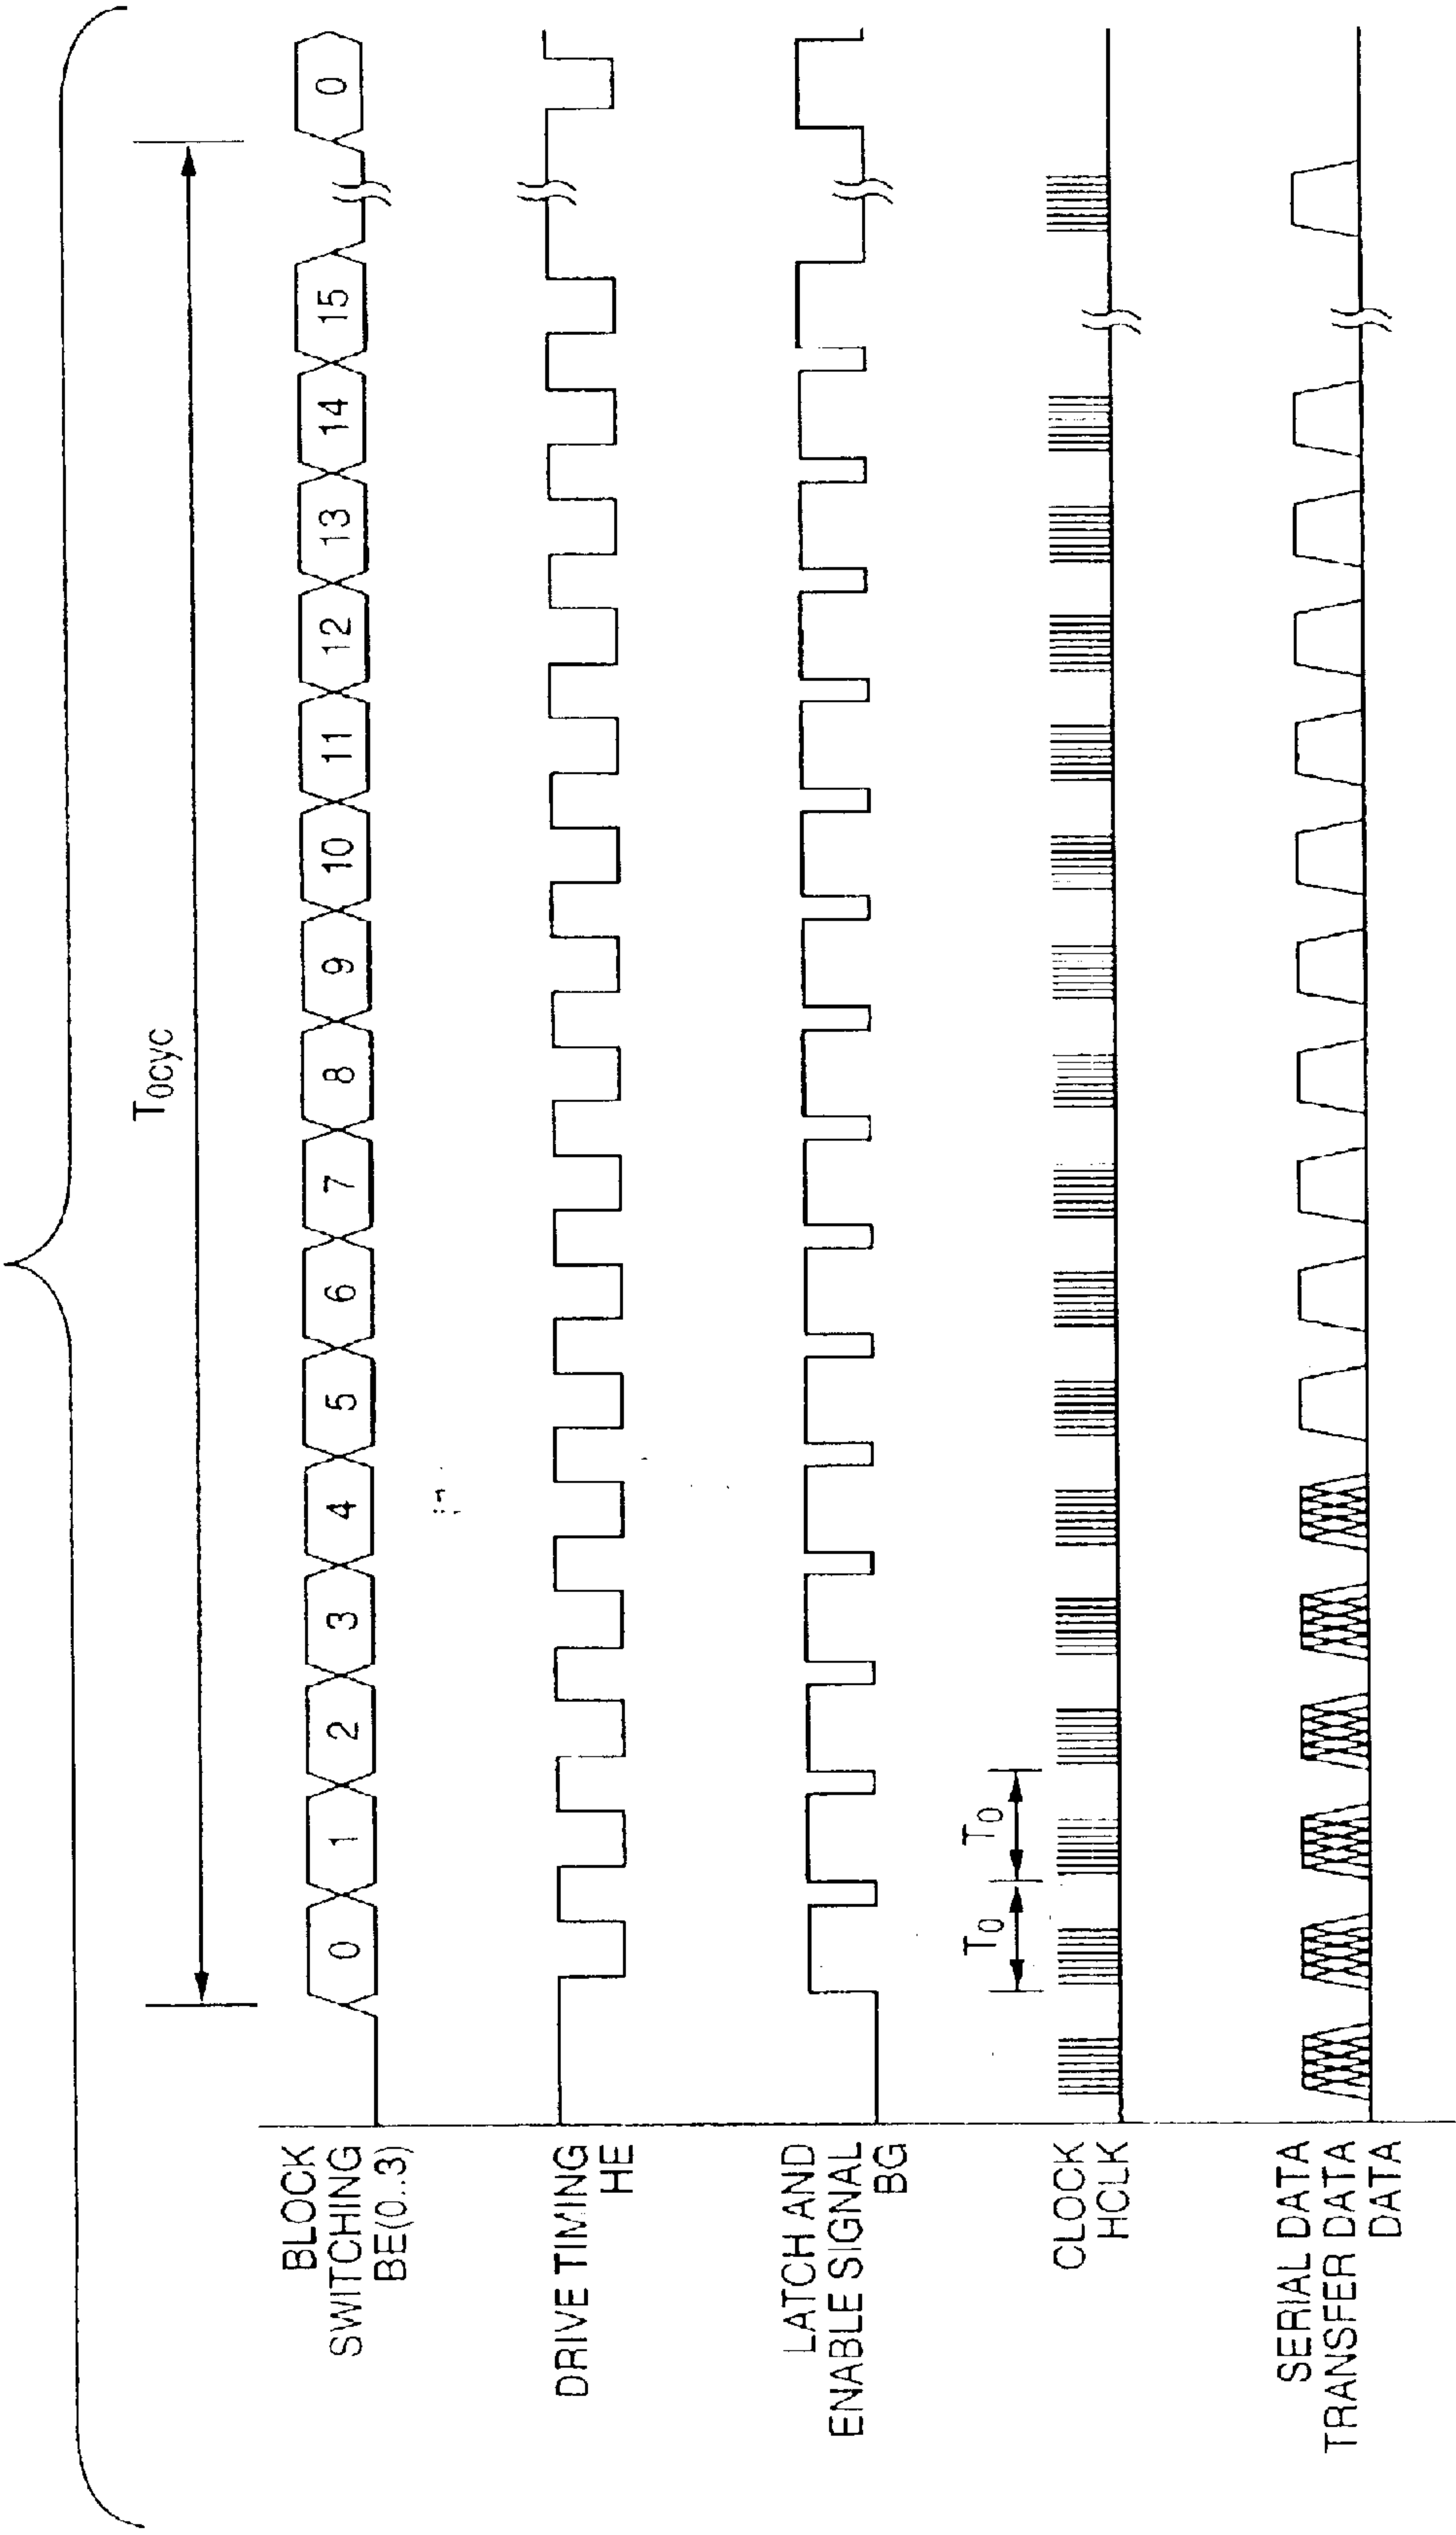 T0cyc
BLOCK
SWITCHING
BE(0..3)
0 1 2 3 4 5 6 7 8 9 10 11 12 13 14 15 0
DRIVE TIMING
HE
LATCH AND
ENABLE SIGNAL
BG
T0 T0
CLOCK
HCLK
SERIAL DATA
TRANSFER DATA
DATA